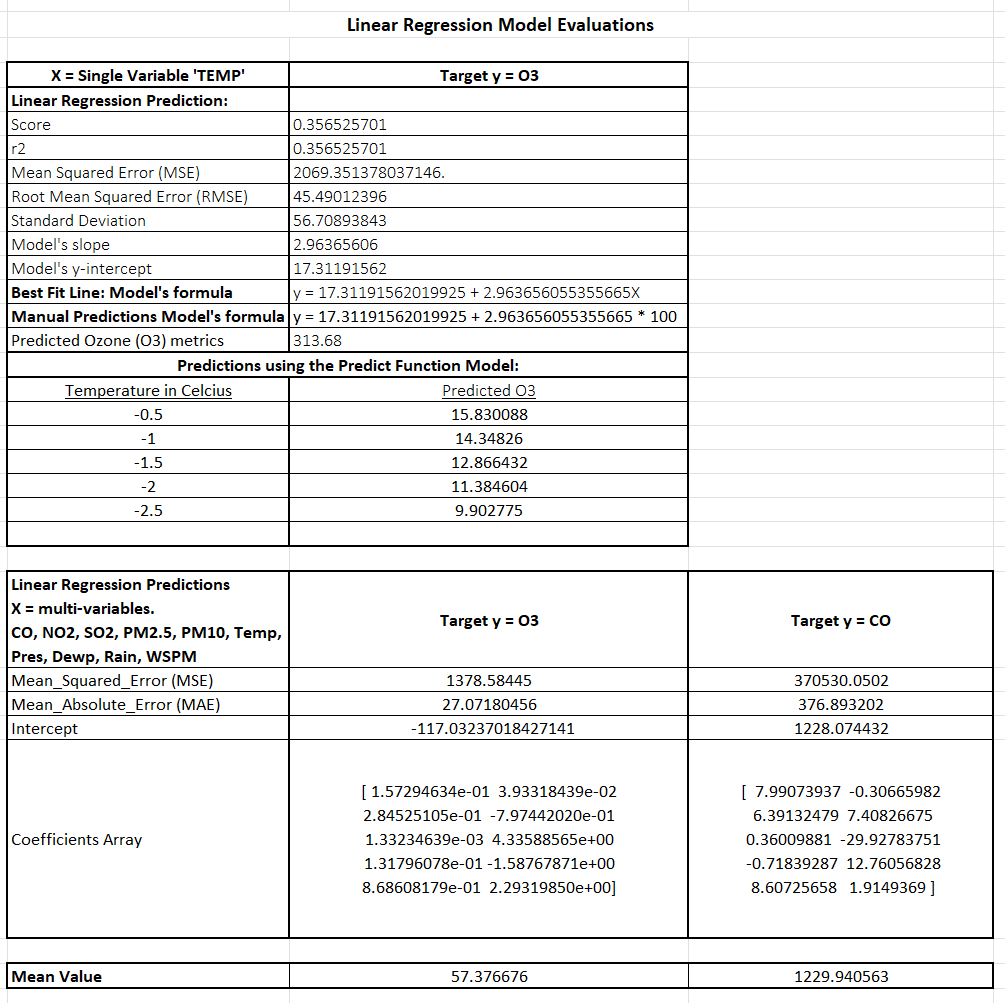 Linear Regression Model Evaluations
X = Single Variable 'TEMP' Target y = O3
Linear Regression Prediction:
Score 0.356525701
r2 0.356525701
Mean Squared Error (MSE) 2069.351378037146.
Root Mean Squared Error (RMSE) 45.49012396
Standard Deviation 56.70893843
Model's slope 2.96365606
Model's y-intercept 17.31191562
Best Fit Line: Model's formula y = 17.31191562019925 + 2.963656055355665X
Manual Predictions Model's formula y = 17.31191562019925 + 2.963656055355665 * 100
Predicted Ozone (O3) metrics 313.68
Predictions using the Predict Function Model:
Temperature in Celcius Predicted O3
-0.5 15.830088
-1 14.34826
-1.5 12.866432
-2 11.384604
-2.5 9.902775
Linear Regression Predictions
X = multi-variables.
CO, NO2, SO2, PM2.5, PM10, Temp,
Pres, Dewp, Rain, WSPM
Target y = O3 Target y = CO
Mean_Squared_Error (MSE) 1378.58445 370530.0502
Mean_Absolute_Error (MAE) 27.07180456 376.893202
Intercept -117.03237018427141 1228.074432
Coefficients Array
[ 1.57294634e-01 3.93318439e-02
2.84525105e-01 -7.97442020e-01
1.33234639e-03 4.33588565e+00
1.31796078e-01 -1.58767871e+00
8.68608179e-01 2.29319850e+00]
[ 7.99073937 -0.30665982
6.39132479 7.40826675
0.36009881 -29.92783751
-0.71839287 12.76056828
8.60725658 1.9149369 ]
Mean Value 57.376676 1229.940563